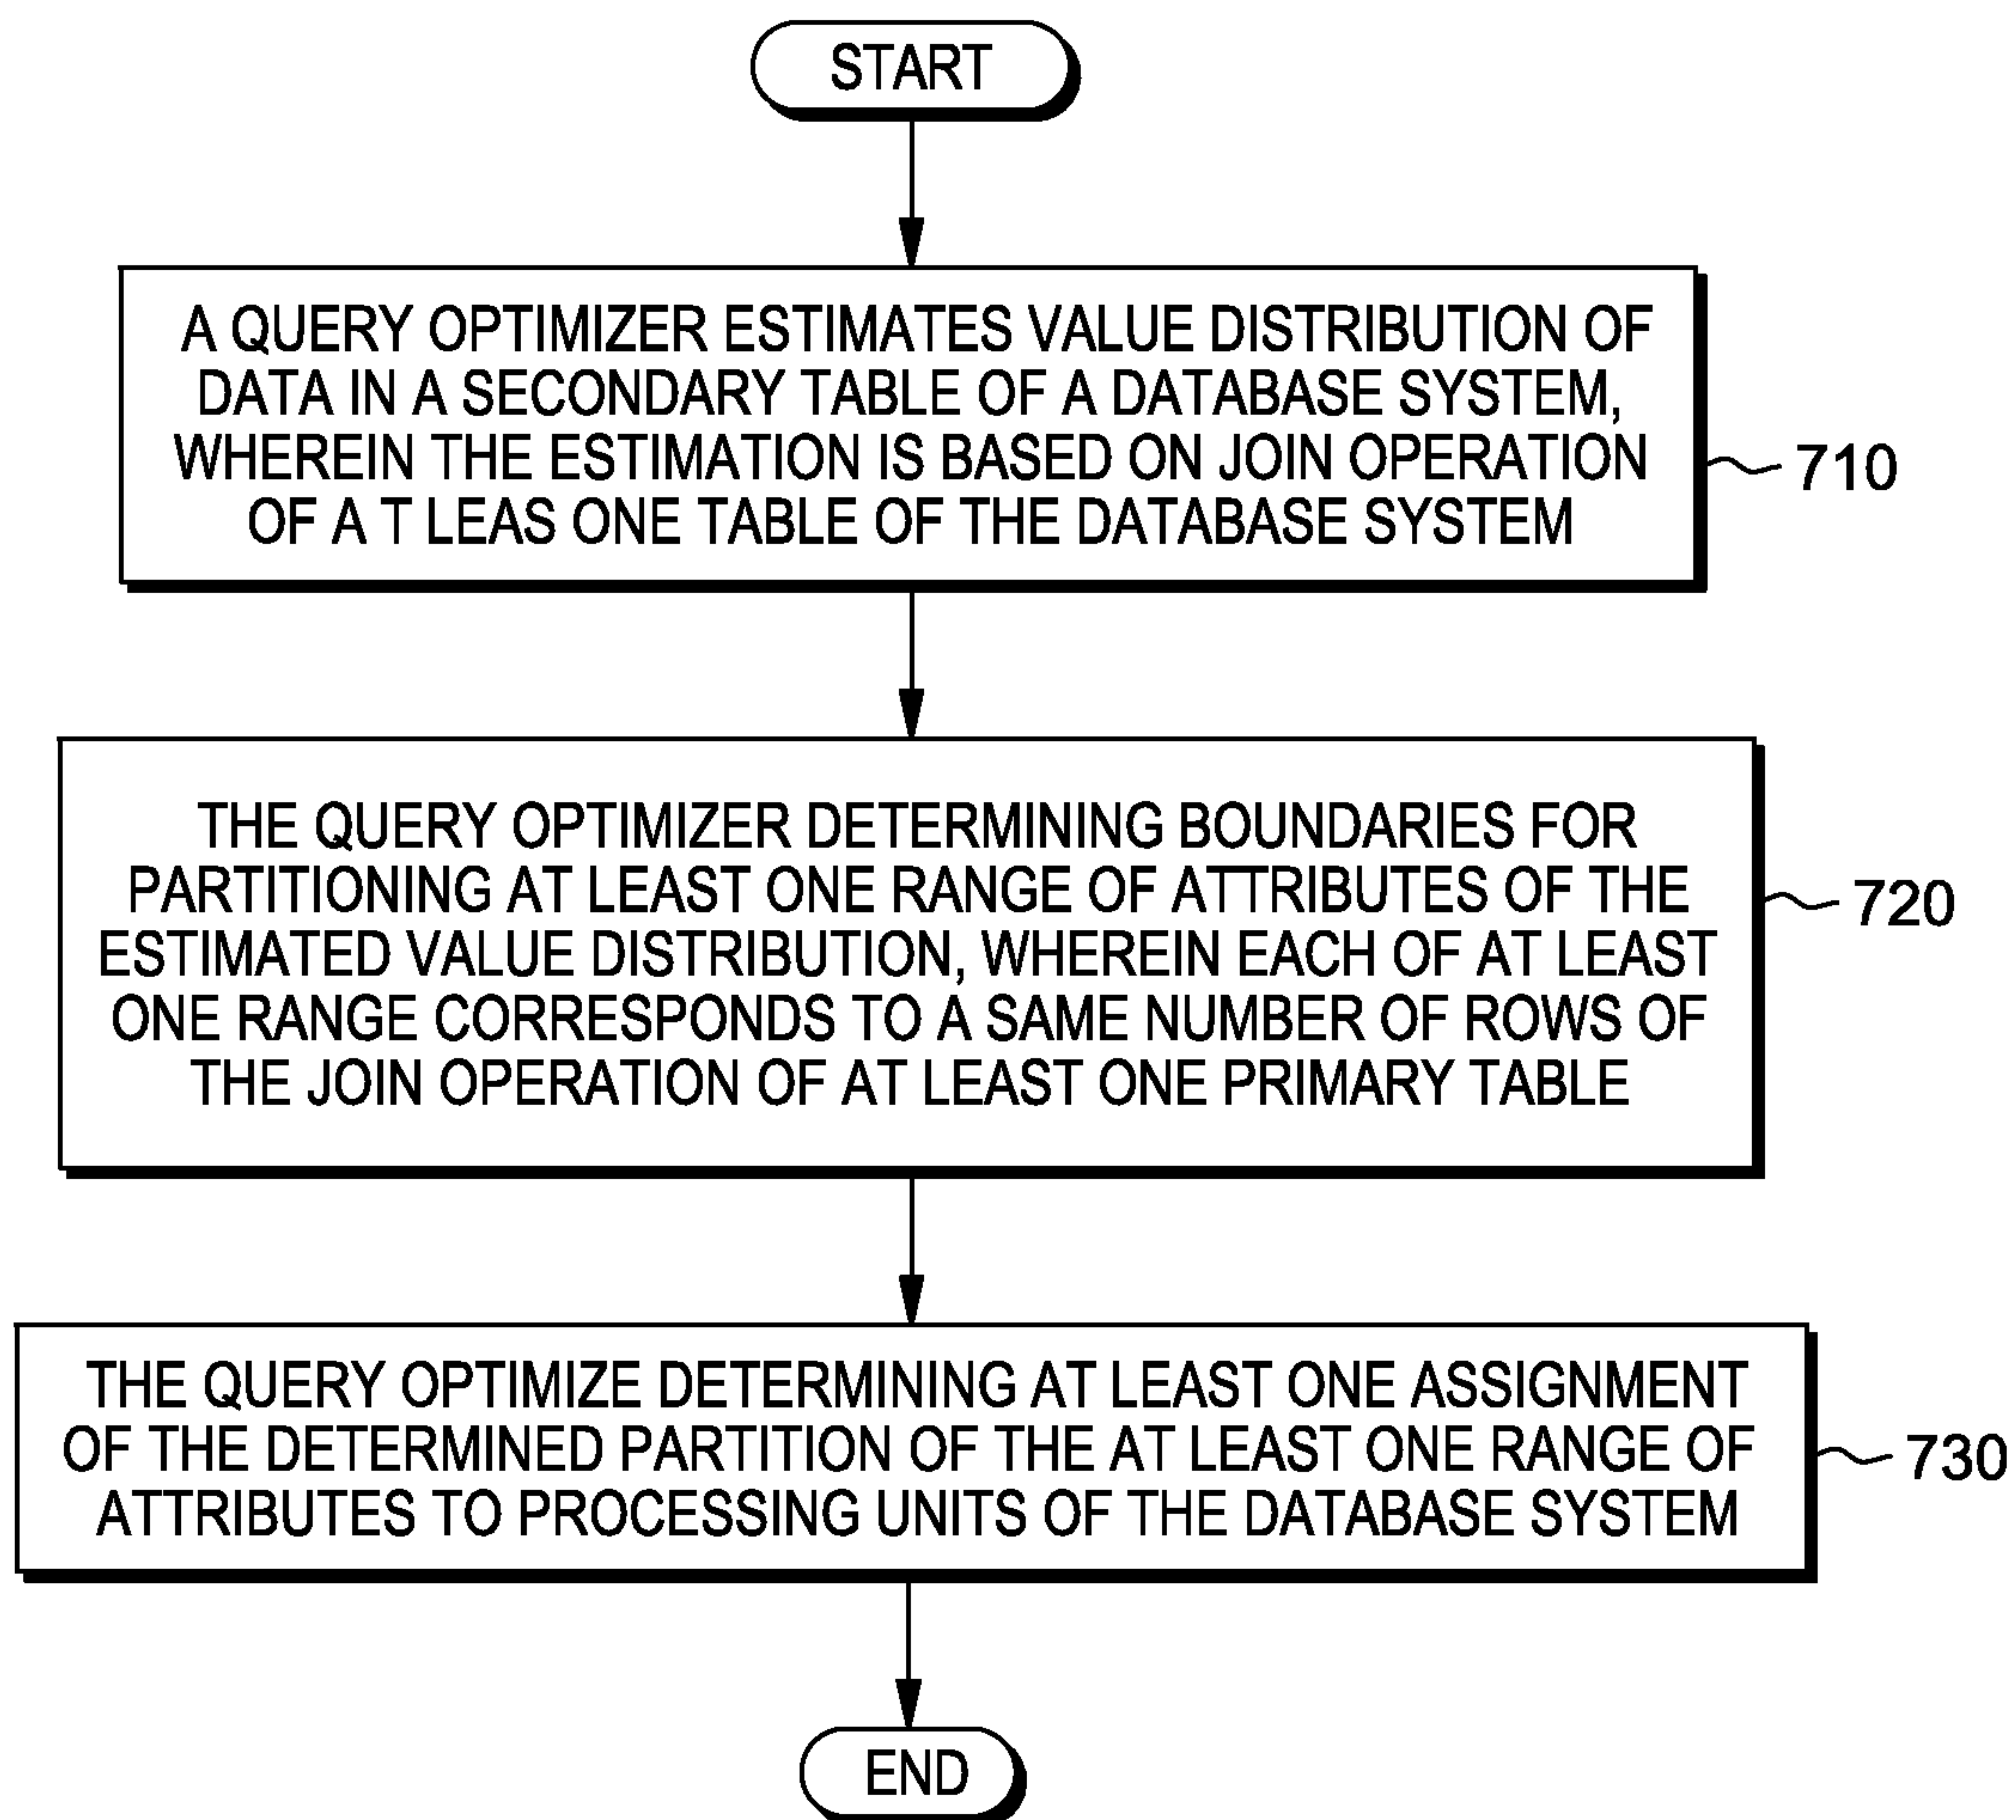 START
A QUERY OPTIMIZER ESTIMATES VALUE DISTRIBUTION OF
DATA IN A SECONDARY TABLE OF A DATABASE SYSTEM,
WHEREIN THE ESTIMATION IS BASED ON JOIN OPERATION
OF A T LEAS ONE TABLE OF THE DATABASE SYSTEM
710
THE QUERY OPTIMIZER DETERMINING BOUNDARIES FOR
PARTITIONING AT LEAST ONE RANGE OF ATTRIBUTES OF THE
ESTIMATED VALUE DISTRIBUTION, WHEREIN EACH OF AT LEAST
ONE RANGE CORRESPONDS TO A SAME NUMBER OF ROWS OF
THE JOIN OPERATION OF AT LEAST ONE PRIMARY TABLE
720
THE QUERY OPTIMIZE DETERMINING AT LEAST ONE ASSIGNMENT
OF THE DETERMINED PARTITION OF THE AT LEAST ONE RANGE OF
ATTRIBUTES TO PROCESSING UNITS OF THE DATABASE SYSTEM
730
END